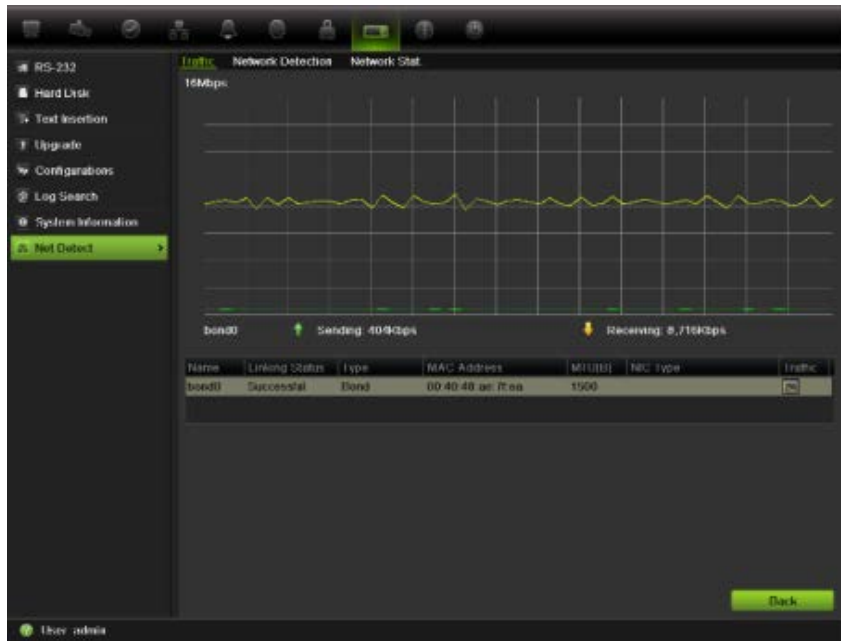 Traffic Network Detection Network Stat.
RS-232
Hard Disk
Text Insertion
Upgrade
Configurations
Log Search
System Information
Net Detect
16Mbps
bond0 Sending: 404Kbps Receiving: 8,716Kbps
Name Linking Status Type MAC Address MTU(B) NIC Type Traffic
bond0 Successful Bond 1500
Back
User: admin